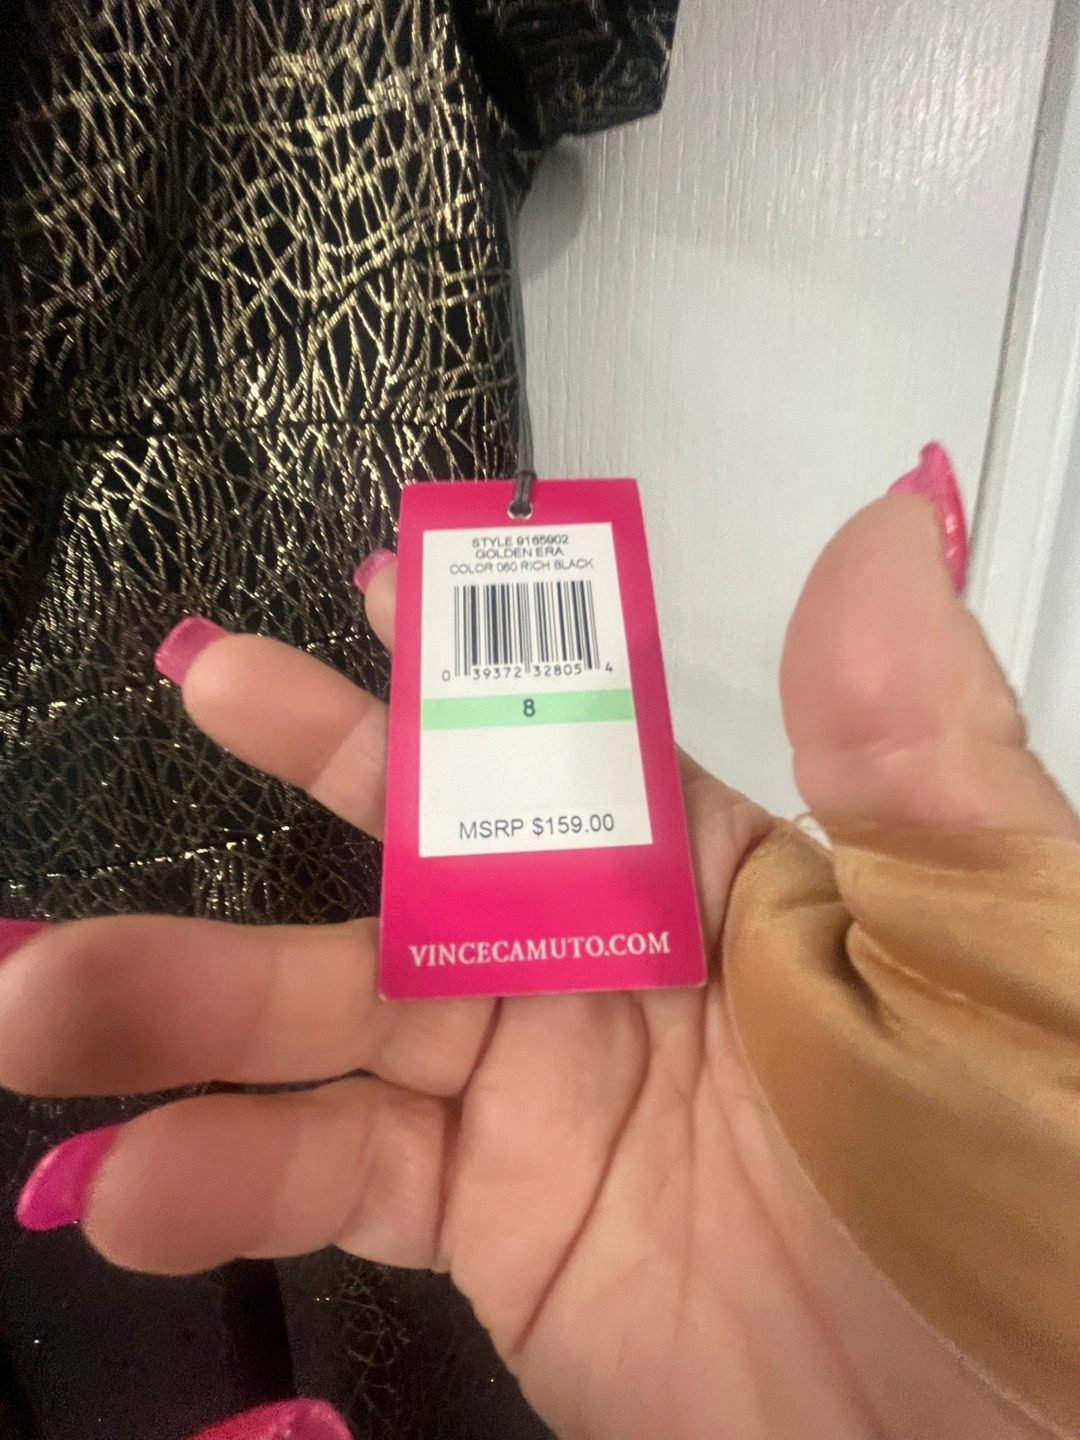 STYLE 9165902
GOLDEN ERA
COLOR 060 RICH BLACK
0 39372 32805 4
8
MSRP $159.00
VINCECAMUTO.COM